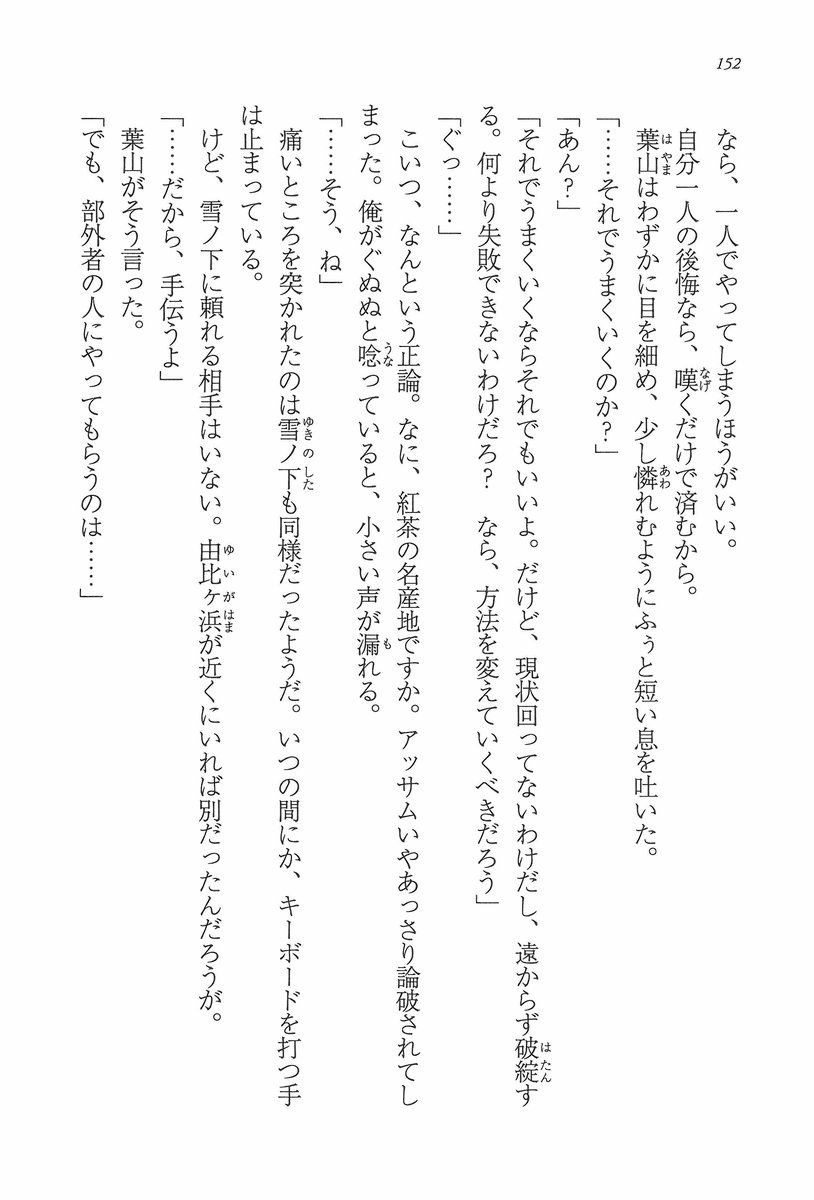 152
なら、一人でやってしまうほうがいい。
自分一人の後悔なら、嘆くだけで済むから。
葉山はわずかに目を細め、少し憐れむようにふぅと短い息を吐いた。
「……それでうまくいくのか？」
「あん？」
「それでうまくいくならそれでもいいよ。だけど、現状回ってないわけだし、遠からず破綻す
る。何より失敗できないわけだろ？　なら、方法を変えていくべきだろう」
「ぐっ……」
こいつ、なんという正論。なに、紅茶の名産地ですか。アッサムいやあっさり論破されてし
まった。俺がぐぬぬと唸っていると、小さい声が漏れる。
「……そう、ね」
痛いところを突かれたのは雪ノ下も同様だったようだ。いつの間にか、キーボードを打つ手
は止まっている。
けど、雪ノ下に頼れる相手はいない。由比ヶ浜が近くにいれば別だったんだろうが。
「……だから、手伝うよ」
葉山がそう言った。
「でも、部外者の人にやってもらうのは……」